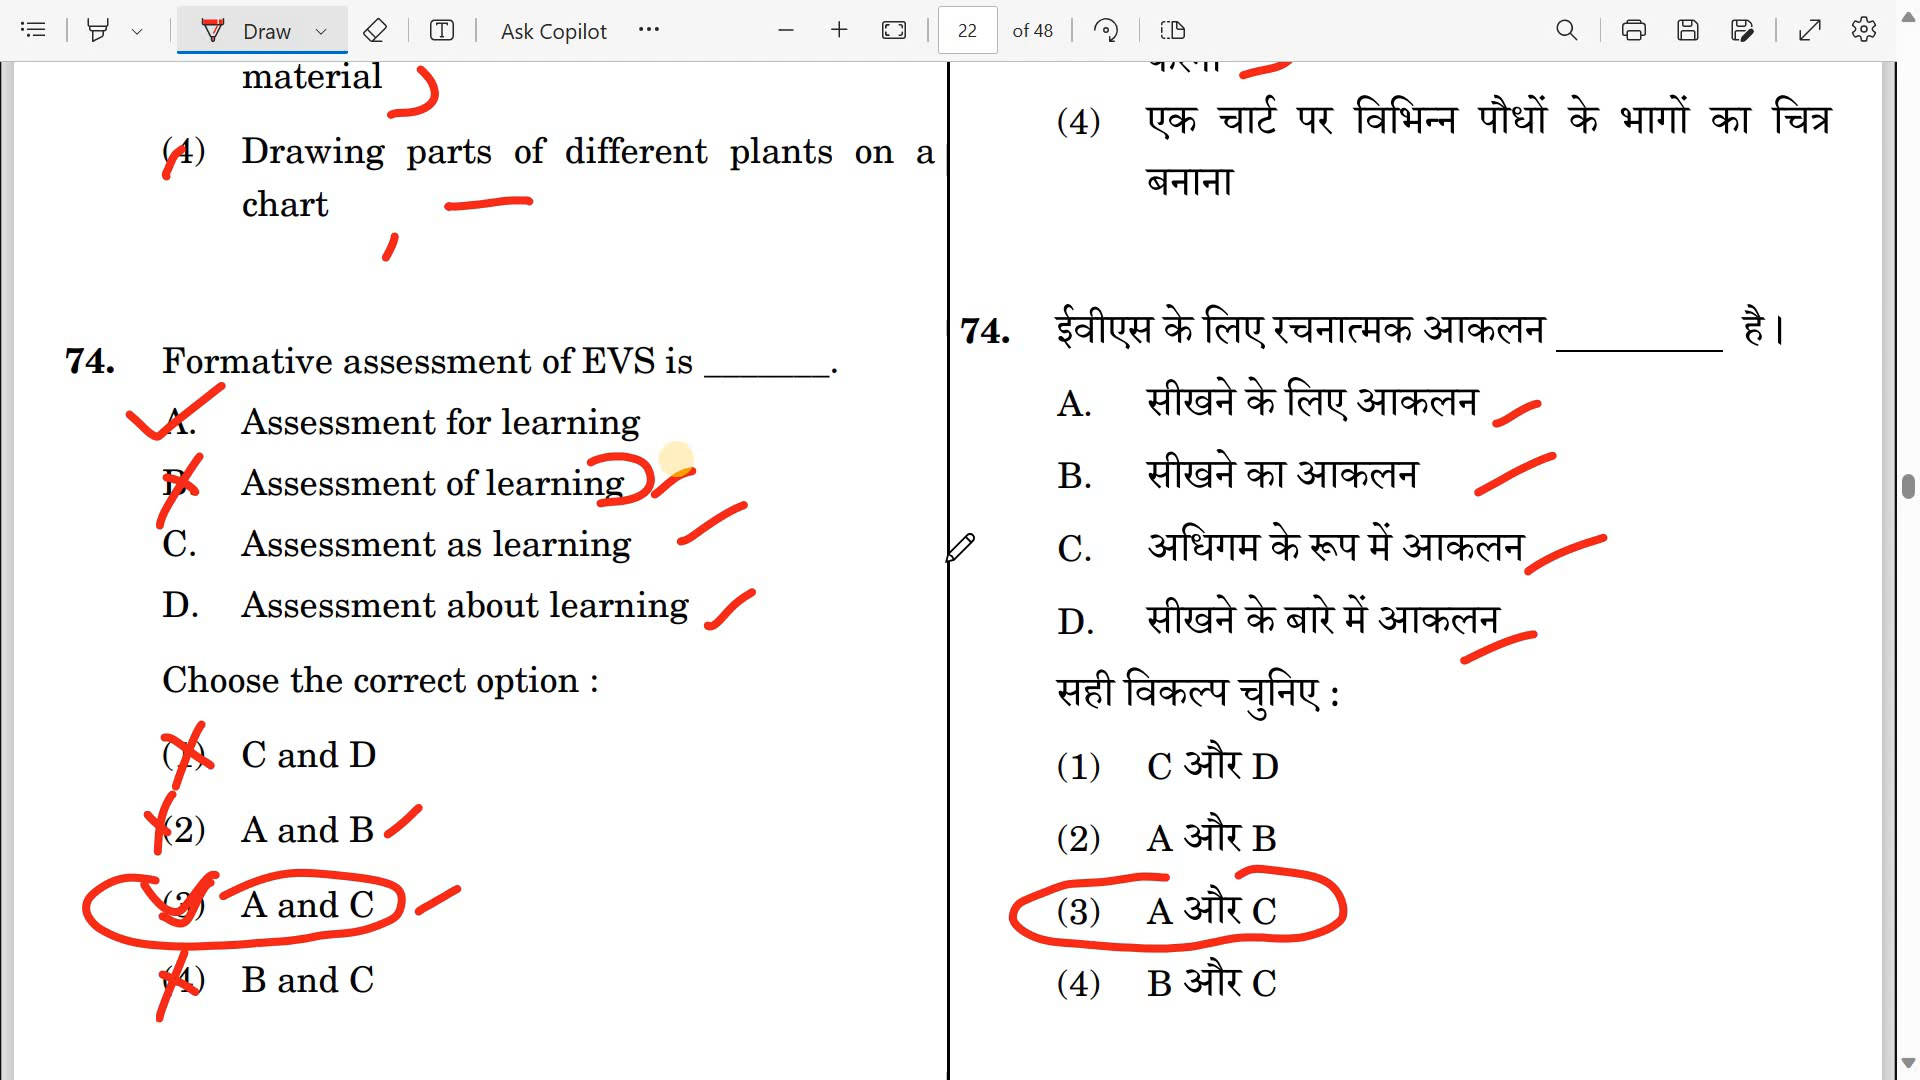 Draw
Ask Copilot
22
of 48
material
(4) Drawing parts of different plants on a
chart
74. Formative assessment of EVS is _______.
A. Assessment for learning
B. Assessment of learning
C. Assessment as learning
D. Assessment about learning
Choose the correct option :
(1) C and D
(2) A and B
(3) A and C
(4) B and C
(4) एक चार्ट पर विभिन्न पौधों के भागों का चित्र
बनाना
74. ईवीएस के लिए रचनात्मक आकलन _________ है।
A. सीखने के लिए आकलन
B. सीखने का आकलन
C. अधिगम के रूप में आकलन
D. सीखने के बारे में आकलन
सही विकल्प चुनिए :
(1) C और D
(2) A और B
(3) A और C
(4) B और C